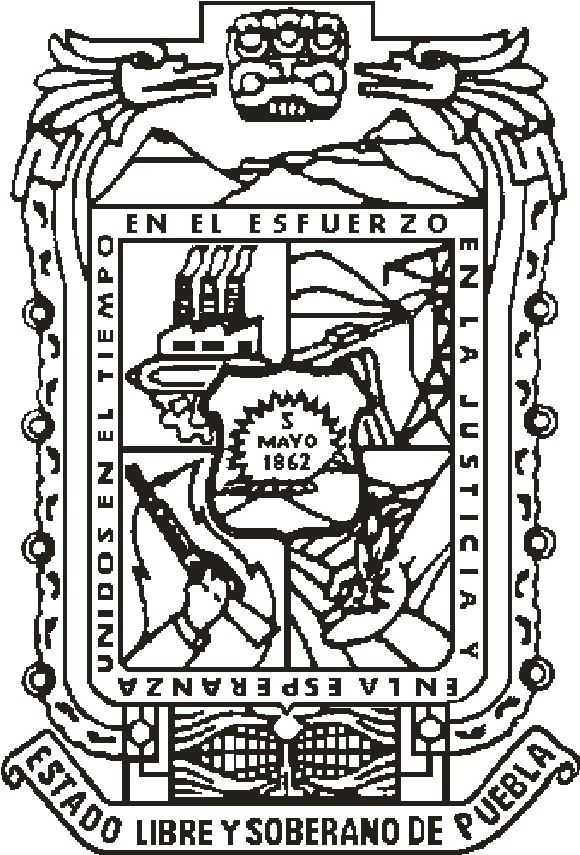 UNIDOS EN EL TIEMPO
EN EL ESFUERZO
EN LA JUSTICIA Y
EN LA ESPERANZA
5
MAYO
1862
ESTADO LIBRE Y SOBERANO DE PUEBLA